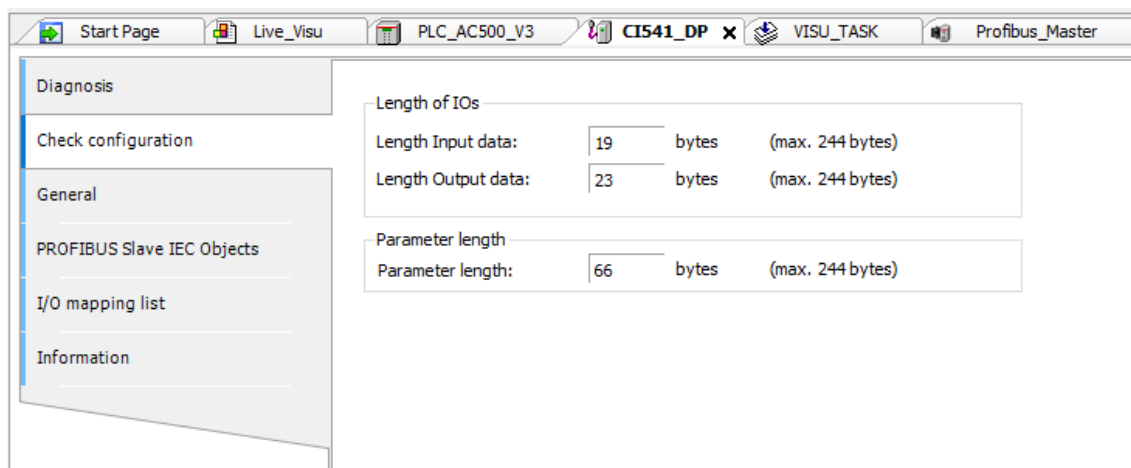 Start Page Live_Visu PLC_AC500_V3 CI541_DP VISU_TASK Profibus_Master
Diagnosis
Check configuration
General
PROFIBUS Slave IEC Objects
I/O mapping list
Information
Length of IOs
Length Input data: 19 bytes (max. 244 bytes)
Length Output data: 23 bytes (max. 244 bytes)
Parameter length
Parameter length: 66 bytes (max. 244 bytes)